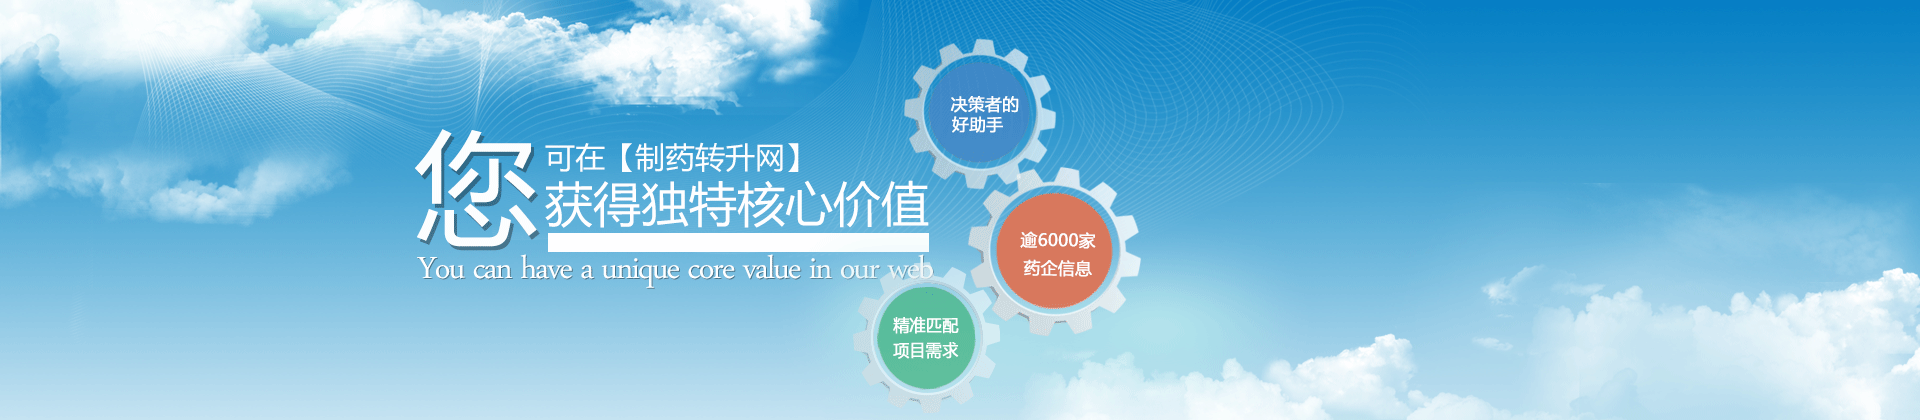 您
可在【制药转升网】
获得独特核心价值
You can have a unique core value in our web
决策者的
好助手
逾6000家
药企信息
精准匹配
项目需求